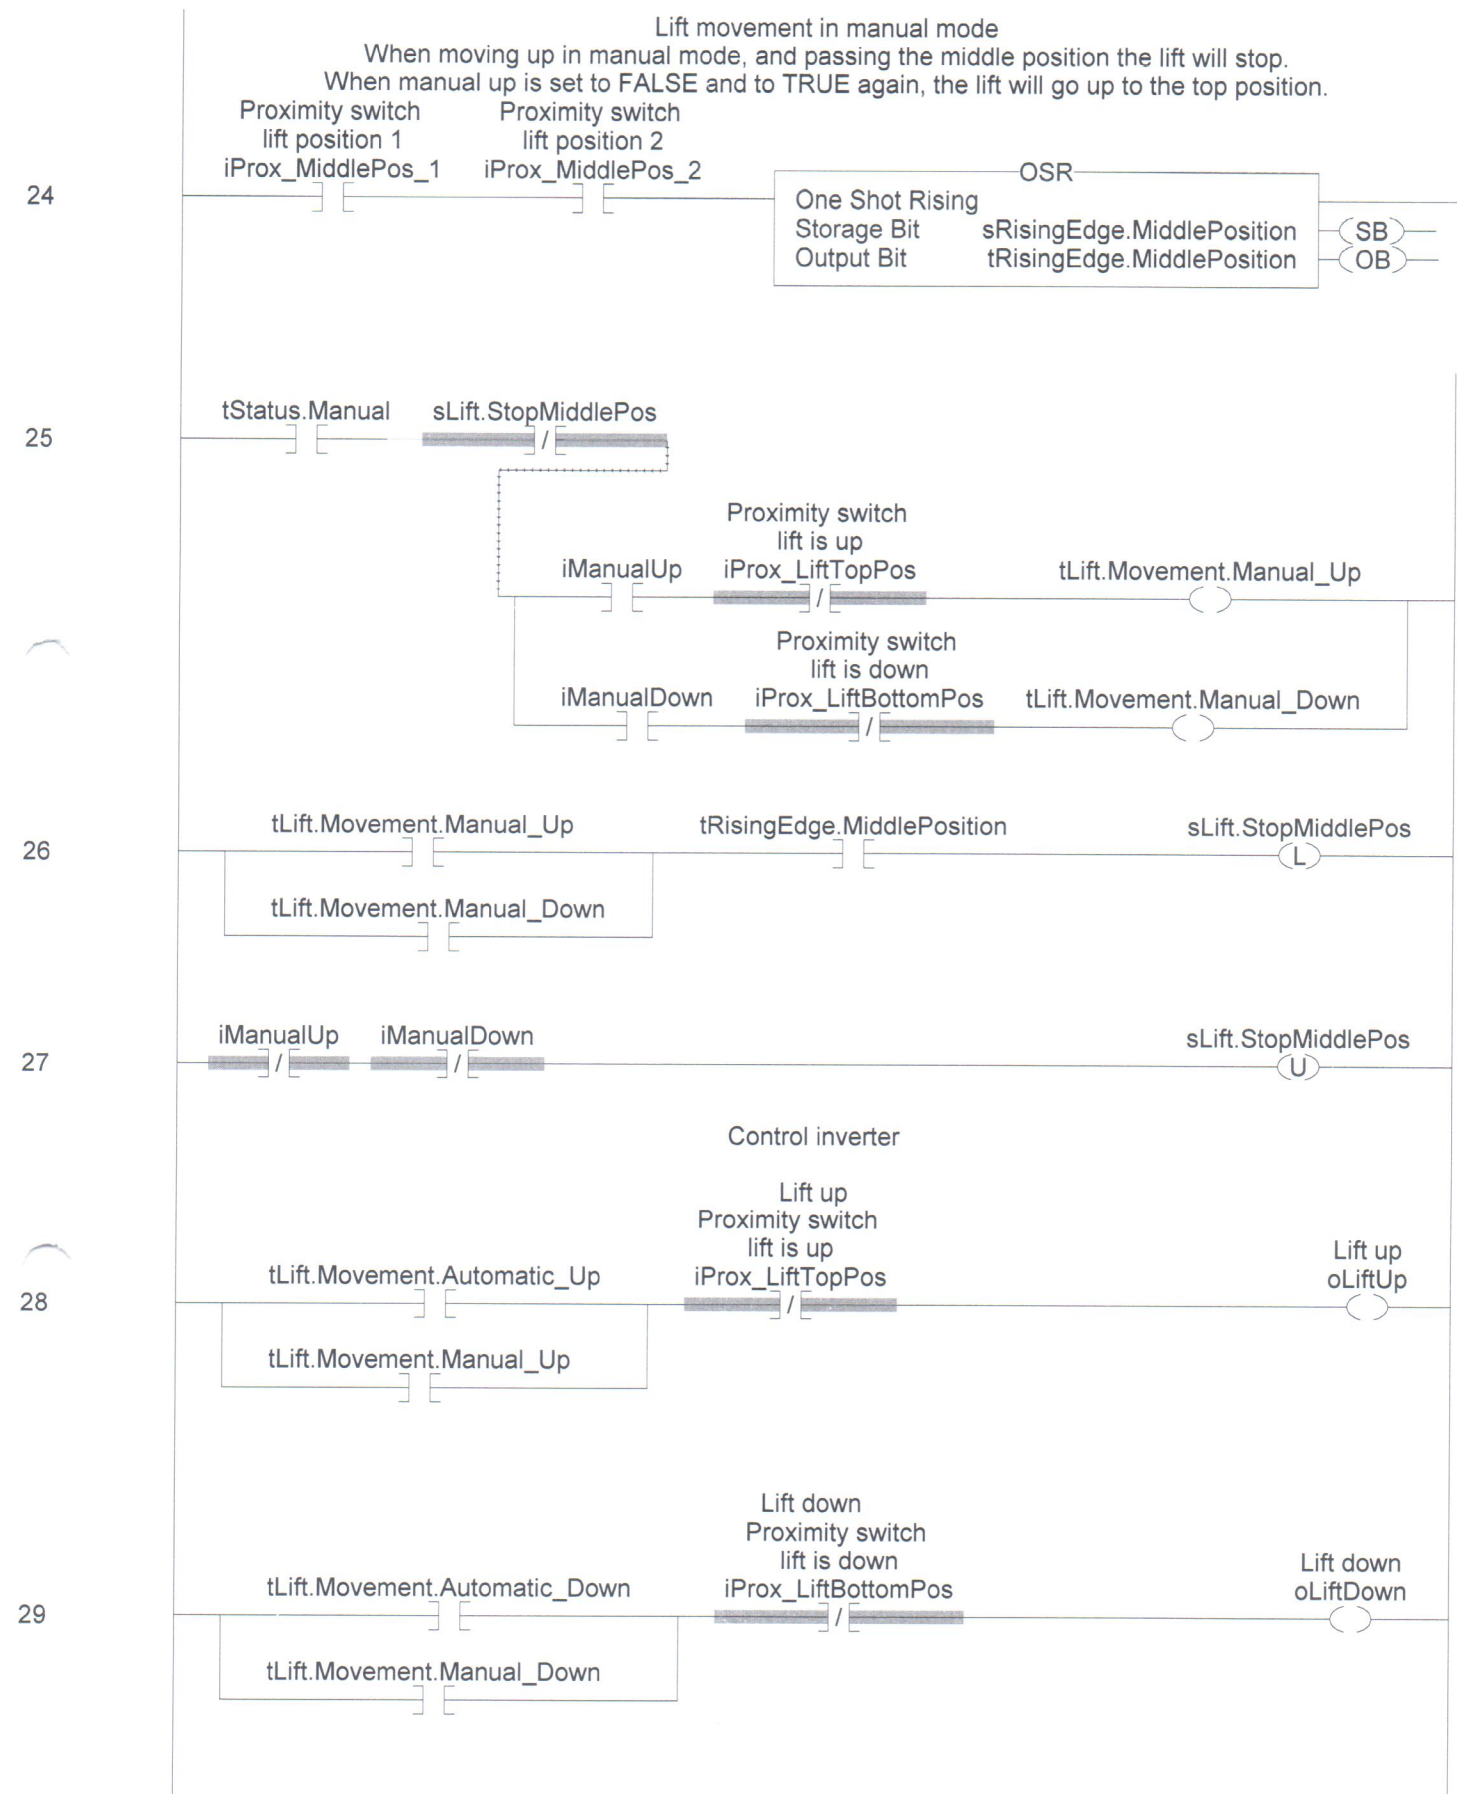 Lift movement in manual mode
When moving up in manual mode, and passing the middle position the lift will stop.
When manual up is set to FALSE and to TRUE again, the lift will go up to the top position.
Proximity switch
lift position 1
iProx_MiddlePos_1
Proximity switch
lift position 2
iProx_MiddlePos_2
24
OSR
One Shot Rising
Storage Bit sRisingEdge.MiddlePosition
SB
Output Bit tRisingEdge.MiddlePosition
OB
25
tStatus.Manual
sLift.StopMiddlePos
/
Proximity switch
lift is up
iManualUp
iProx_LiftTopPos
/
tLift.Movement.Manual_Up
Proximity switch
lift is down
iManualDown
iProx_LiftBottomPos
/
tLift.Movement.Manual_Down
26
tLift.Movement.Manual_Up
tRisingEdge.MiddlePosition
sLift.StopMiddlePos
L
tLift.Movement.Manual_Down
27
iManualUp
/
iManualDown
/
sLift.StopMiddlePos
U
Control inverter
Lift up
Proximity switch
lift is up
28
tLift.Movement.Automatic_Up
iProx_LiftTopPos
/
Lift up
oLiftUp
tLift.Movement.Manual_Up
Lift down
Proximity switch
lift is down
29
tLift.Movement.Automatic_Down
iProx_LiftBottomPos
/
Lift down
oLiftDown
tLift.Movement.Manual_Down